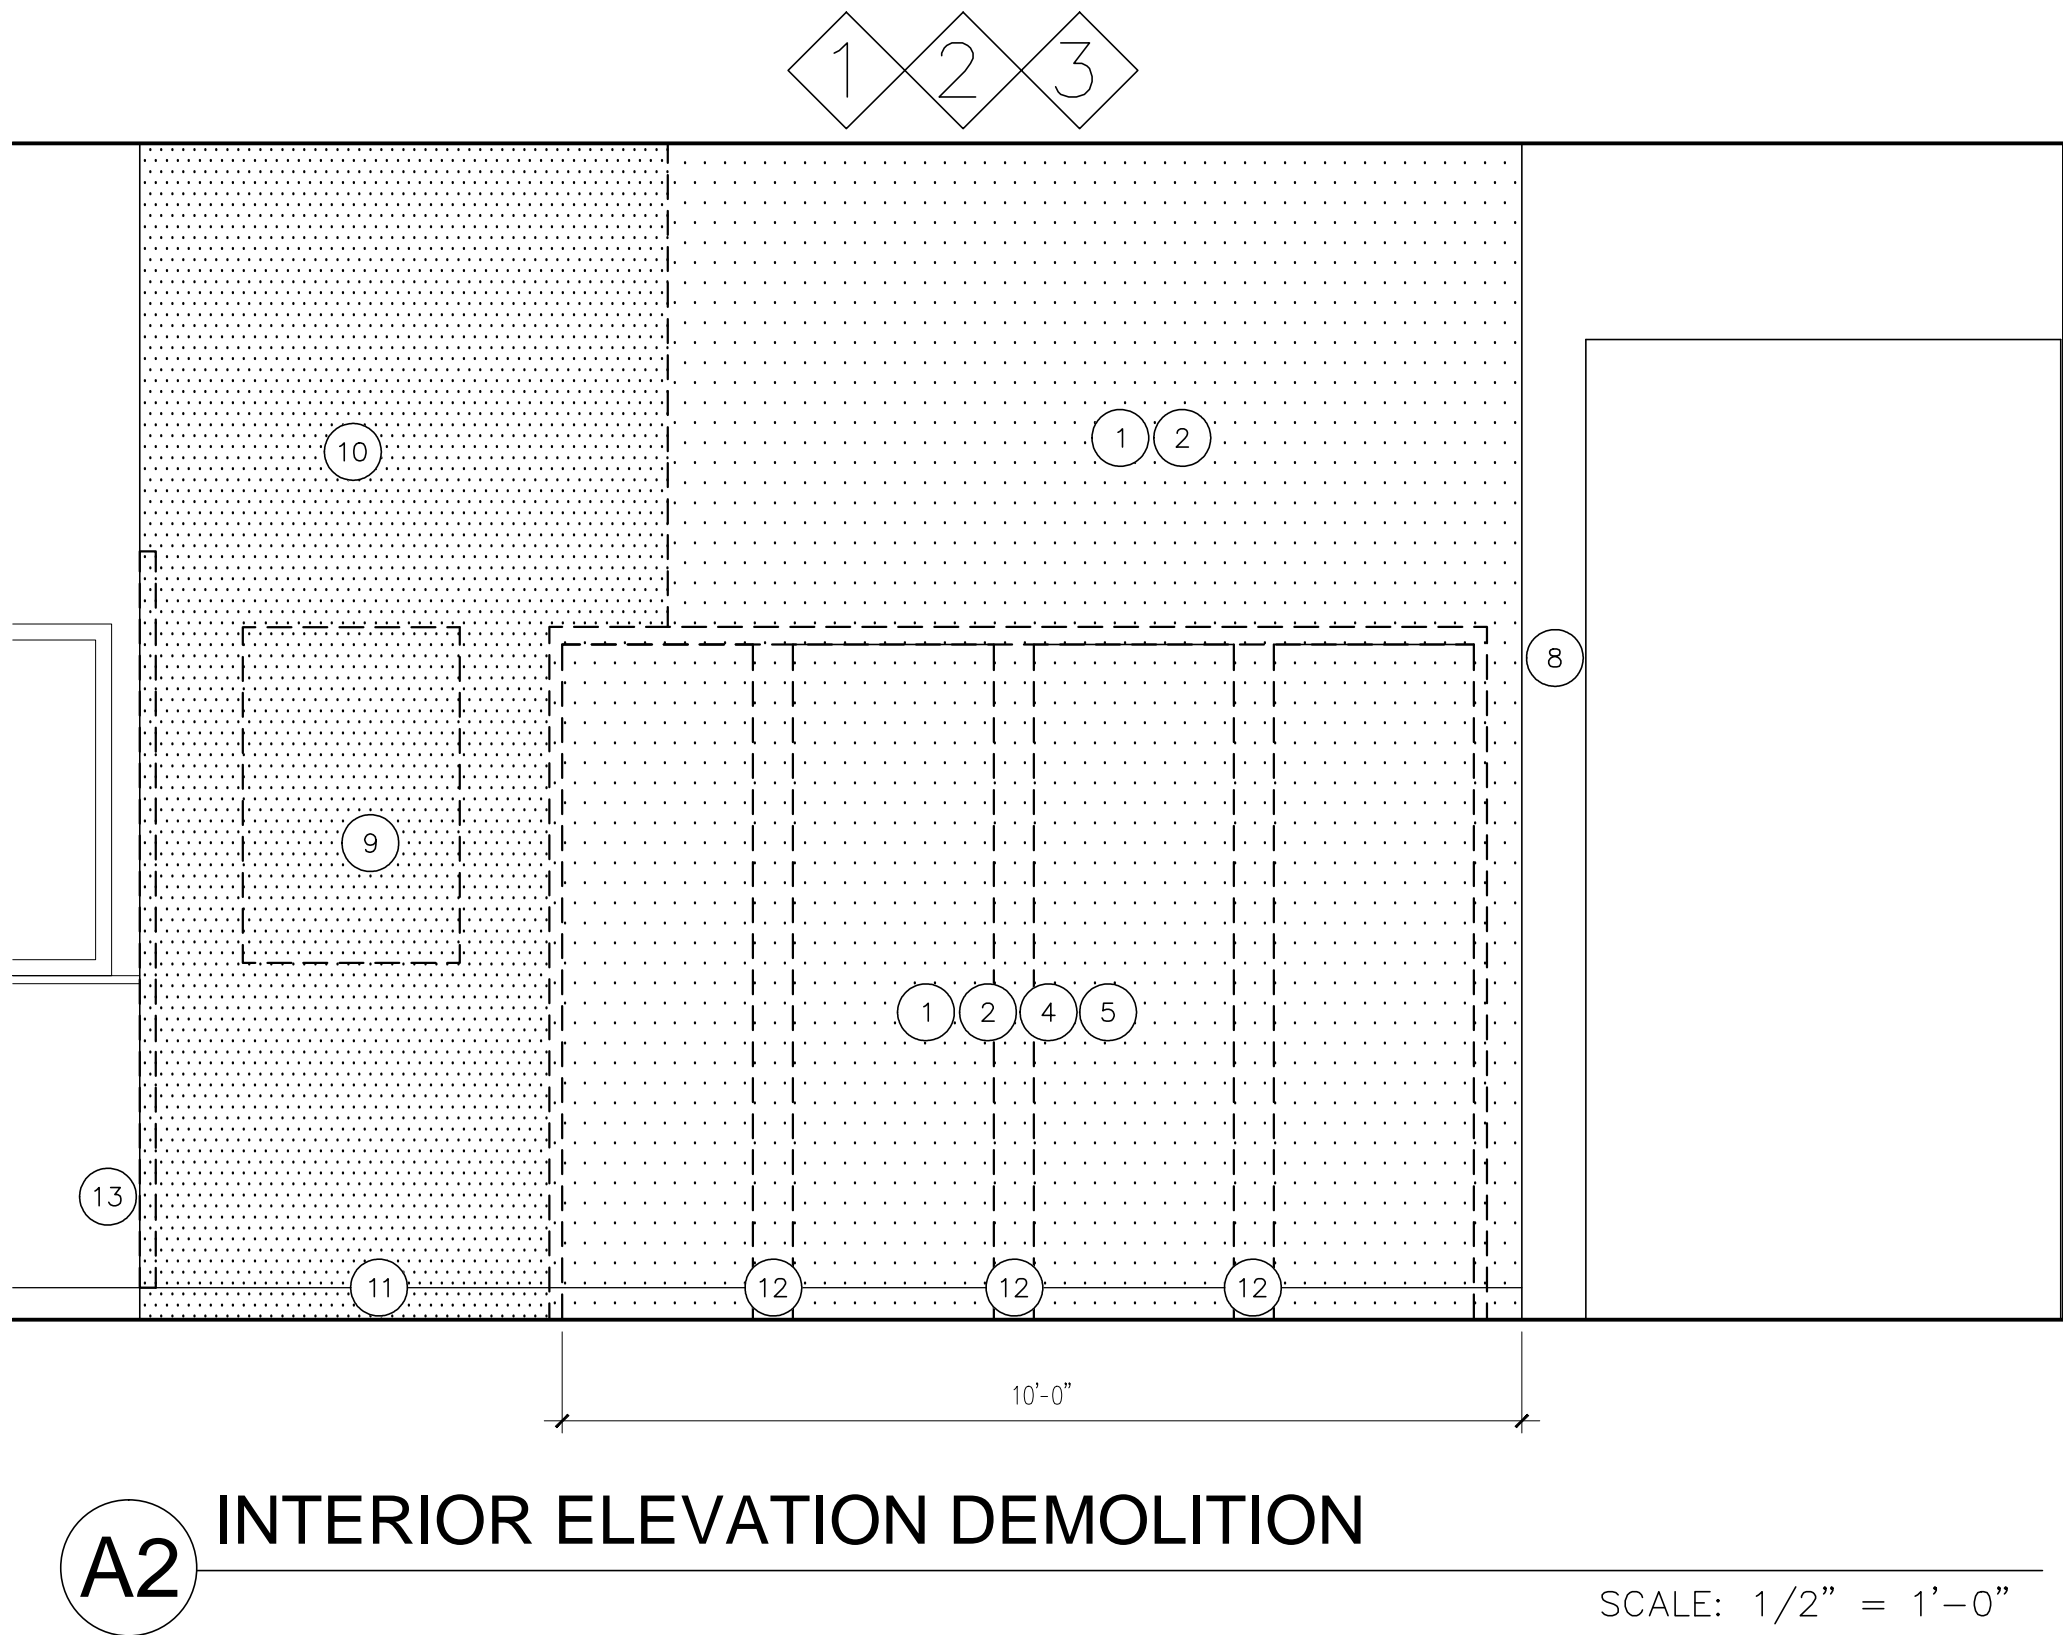 1 2 3
10
1 2
8
9
1 2 4 5
13
11 12 12 12
10'-0"
A2 INTERIOR ELEVATION DEMOLITION
SCALE: 1/2" = 1'-0"